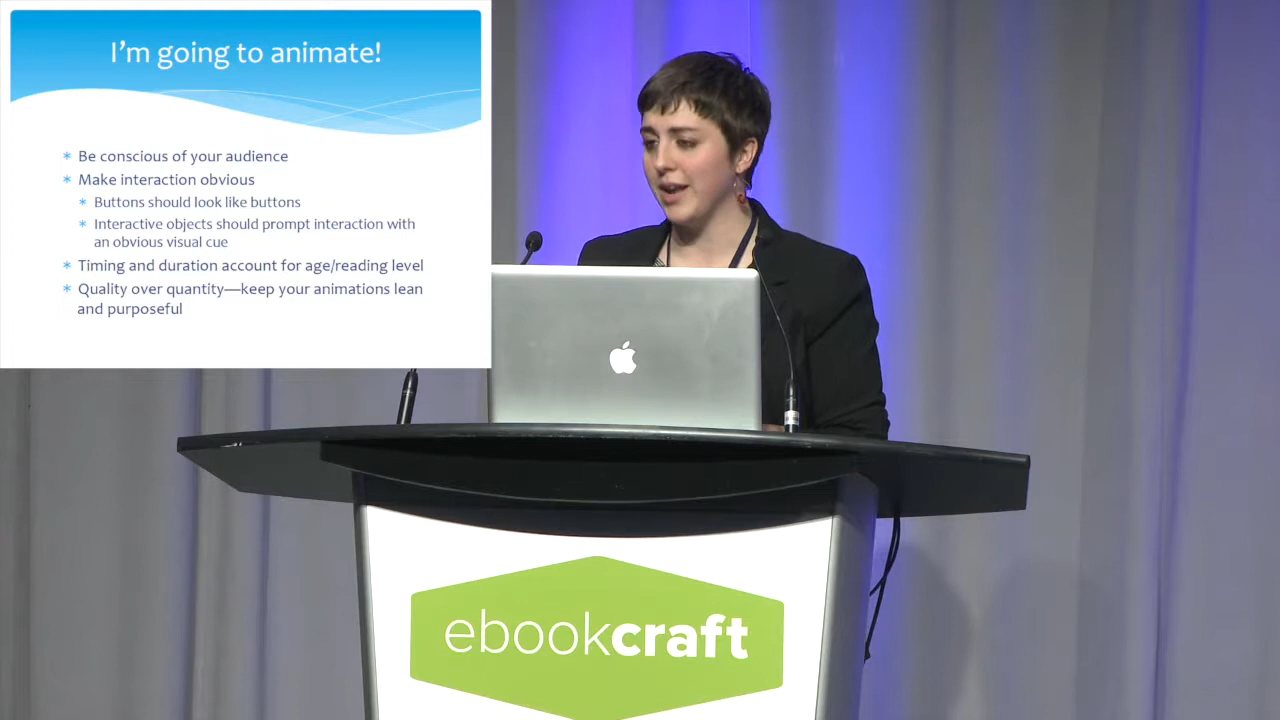 I'm going to animate!
* Be conscious of your audience
* Make interaction obvious
* Buttons should look like buttons
* Interactive objects should prompt interaction with
an obvious visual cue
* Timing and duration account for age/reading level
* Quality over quantity—keep your animations lean
and purposeful
ebookcraft